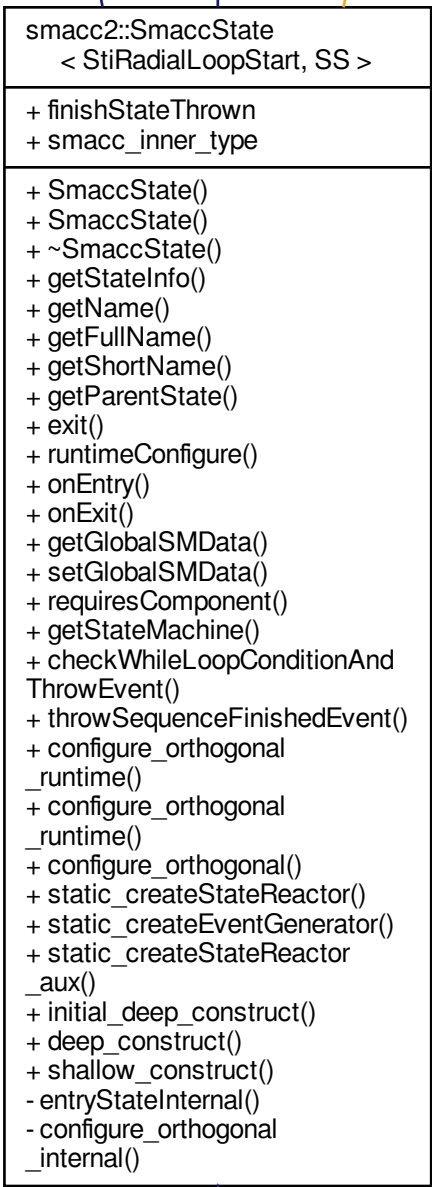 smacc2::SmaccState
< StiRadialLoopStart, SS >
+ finishStateThrown
+ smacc_inner_type
+ SmaccState()
+ SmaccState()
+ ~SmaccState()
+ getStateInfo()
+ getName()
+ getFullName()
+ getShortName()
+ getParentState()
+ exit()
+ runtimeConfigure()
+ onEntry()
+ onExit()
+ getGlobalSMData()
+ setGlobalSMData()
+ requiresComponent()
+ getStateMachine()
+ checkWhileLoopConditionAnd
ThrowEvent()
+ throwSequenceFinishedEvent()
+ configure_orthogonal
_runtime()
+ configure_orthogonal
_runtime()
+ configure_orthogonal()
+ static_createStateReactor()
+ static_createEventGenerator()
+ static_createStateReactor
_aux()
+ initial_deep_construct()
+ deep_construct()
+ shallow_construct()
- entryStateInternal()
- configure_orthogonal
_internal()